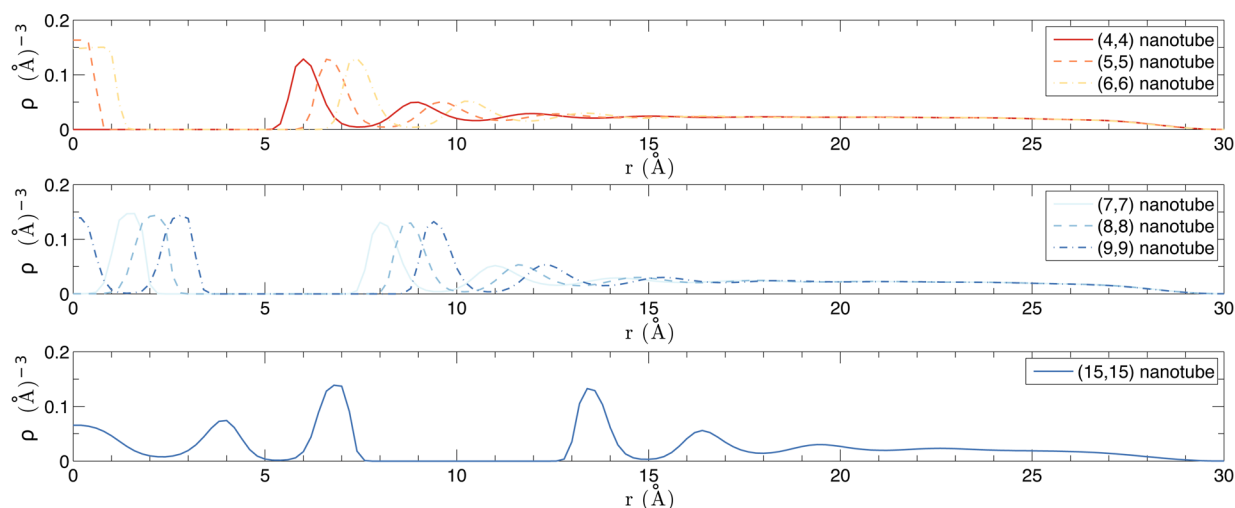 0.2
0.1
0
ρ (Å)⁻³
(4,4) nanotube
(5,5) nanotube
(6,6) nanotube
0 5 10 15 20 25 30
r (Å)
0.2
0.1
0
ρ (Å)⁻³
(7,7) nanotube
(8,8) nanotube
(9,9) nanotube
0 5 10 15 20 25 30
r (Å)
0.2
0.1
0
ρ (Å)⁻³
(15,15) nanotube
0 5 10 15 20 25 30
r (Å)